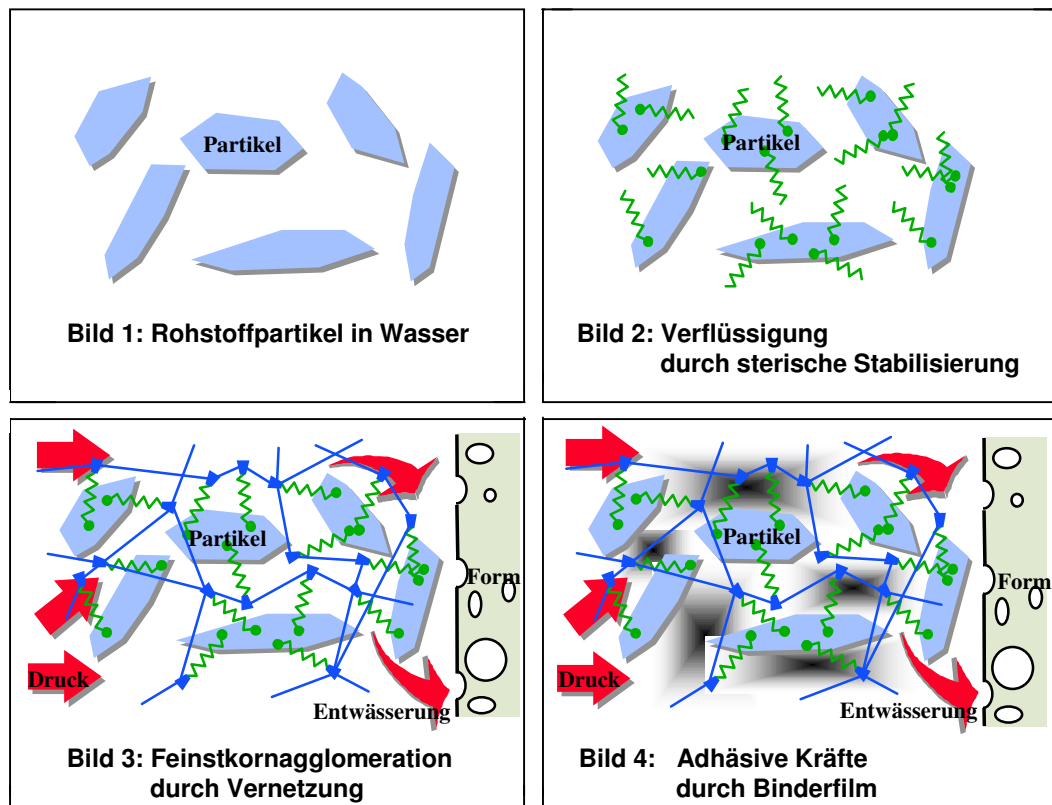 Partikel
Bild 1: Rohstoffpartikel in Wasser
Partikel
Bild 2: Verflüssigung
durch sterische Stabilisierung
Partikel
Form
Druck
Entwässerung
Bild 3: Feinstkornagglomeration
durch Vernetzung
Partikel
Form
Druck
Entwässerung
Bild 4: Adhäsive Kräfte
durch Binderfilm